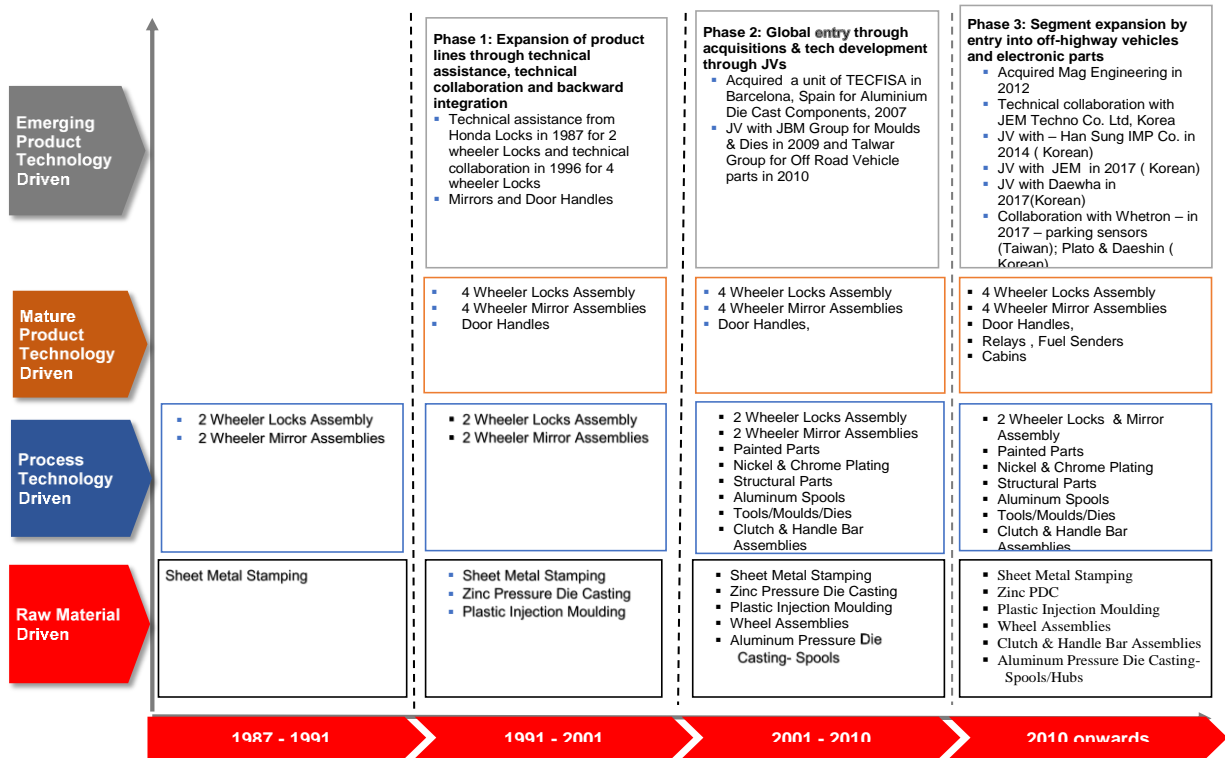 Emerging
Product
Technology
Driven
Phase 1: Expansion of product
lines through technical
assistance, technical
collaboration and backward
integration
▪ Technical assistance from
Honda Locks in 1987 for 2
wheeler Locks and technical
collaboration in 1996 for 4
wheeler Locks
▪ Mirrors and Door Handles
Phase 2: Global entry through
acquisitions & tech development
through JVs
▪ Acquired a unit of TECFISA in
Barcelona, Spain for Aluminium
Die Cast Components, 2007
▪ JV with JBM Group for Moulds
& Dies in 2009 and Talwar
Group for Off Road Vehicle
parts in 2010
Phase 3: Segment expansion by
entry into off-highway vehicles
and electronic parts
▪ Acquired Mag Engineering in
2012
▪ Technical collaboration with
JEM Techno Co. Ltd, Korea
▪ JV with – Han Sung IMP Co. in
2014 ( Korean)
▪ JV with JEM in 2017 ( Korean)
▪ JV with Daewha in
2017(Korean)
▪ Collaboration with Whetron – in
2017 – parking sensors
(Taiwan); Plato & Daeshin (
Korean)
Mature
Product
Technology
Driven
▪ 4 Wheeler Locks Assembly
▪ 4 Wheeler Mirror Assemblies
▪ Door Handles
▪ 4 Wheeler Locks Assembly
▪ 4 Wheeler Mirror Assemblies
▪ Door Handles,
▪ 4 Wheeler Locks Assembly
▪ 4 Wheeler Mirror Assemblies
▪ Door Handles,
▪ Relays , Fuel Senders
▪ Cabins
Process
Technology
Driven
▪ 2 Wheeler Locks Assembly
▪ 2 Wheeler Mirror Assemblies
▪ 2 Wheeler Locks Assembly
▪ 2 Wheeler Mirror Assemblies
▪ 2 Wheeler Locks Assembly
▪ 2 Wheeler Mirror Assemblies
▪ Painted Parts
▪ Nickel & Chrome Plating
▪ Structural Parts
▪ Aluminum Spools
▪ Tools/Moulds/Dies
▪ Clutch & Handle Bar
Assemblies
▪ 2 Wheeler Locks & Mirror
Assembly
▪ Painted Parts
▪ Nickel & Chrome Plating
▪ Structural Parts
▪ Aluminum Spools
▪ Tools/Moulds/Dies
▪ Clutch & Handle Bar
Assemblies
Raw Material
Driven
Sheet Metal Stamping
▪ Sheet Metal Stamping
▪ Zinc Pressure Die Casting
▪ Plastic Injection Moulding
▪ Sheet Metal Stamping
▪ Zinc Pressure Die Casting
▪ Plastic Injection Moulding
▪ Wheel Assemblies
▪ Aluminum Pressure Die
Casting- Spools
▪ Sheet Metal Stamping
▪ Zinc PDC
▪ Plastic Injection Moulding
▪ Wheel Assemblies
▪ Clutch & Handle Bar Assemblies
▪ Aluminum Pressure Die Casting-
Spools/Hubs
1987 - 1991
1991 - 2001
2001 - 2010
2010 onwards